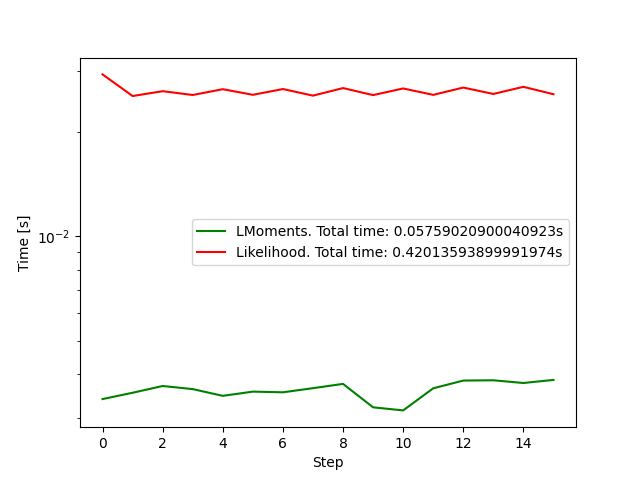 Time [s]
10⁻²
LMoments. Total time: 0.05759020900040923s
Likelihood. Total time: 0.42013593899991974s
0 2 4 6 8 10 12 14
Step